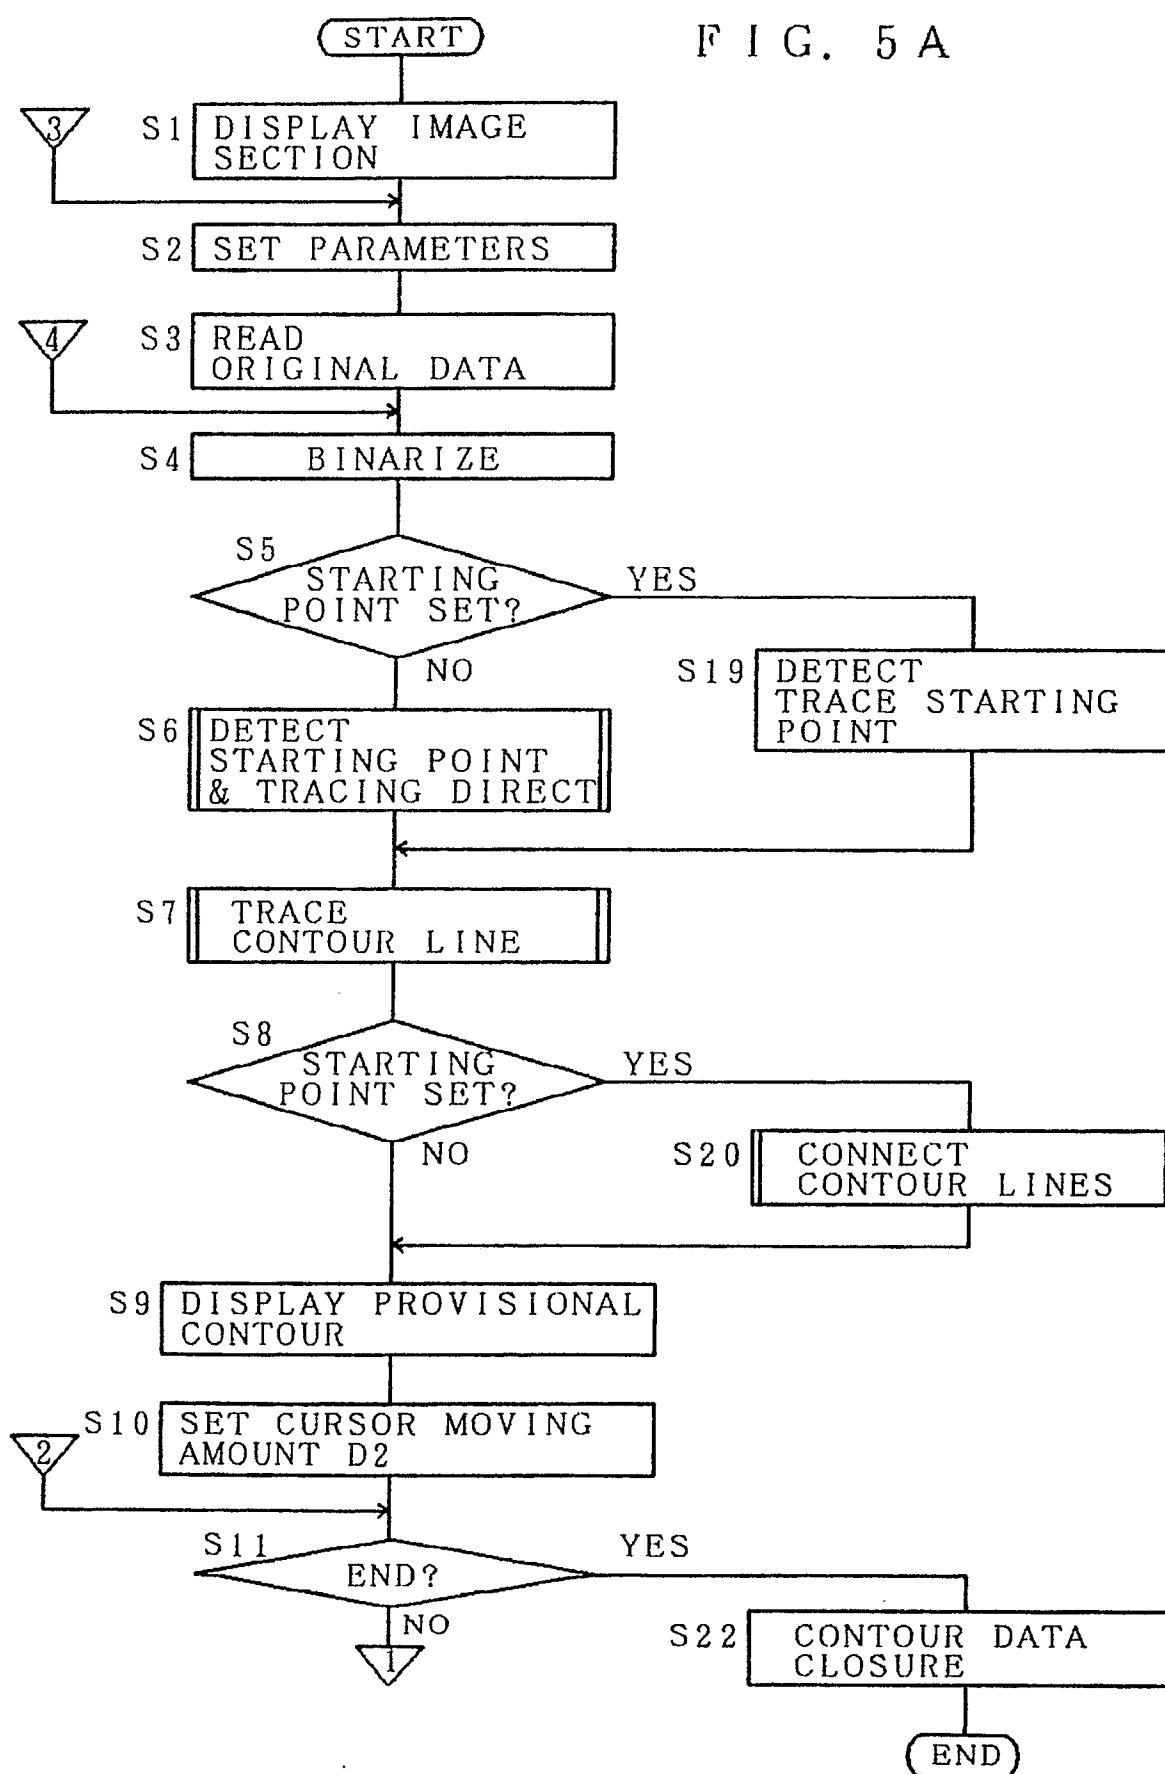 START
FIG. 5A
3
S1
DISPLAY IMAGE
SECTION
S2
SET PARAMETERS
4
S3
READ
ORIGINAL DATA
S4
BINARIZE
S5
STARTING
POINT SET?
YES
NO
S19
DETECT
TRACE STARTING
POINT
S6
DETECT
STARTING POINT
& TRACING DIRECT
S7
TRACE
CONTOUR LINE
S8
STARTING
POINT SET?
YES
NO
S20
CONNECT
CONTOUR LINES
S9
DISPLAY PROVISIONAL
CONTOUR
S10
SET CURSOR MOVING
AMOUNT D2
2
S11
END?
YES
NO
1
S22
CONTOUR DATA
CLOSURE
END